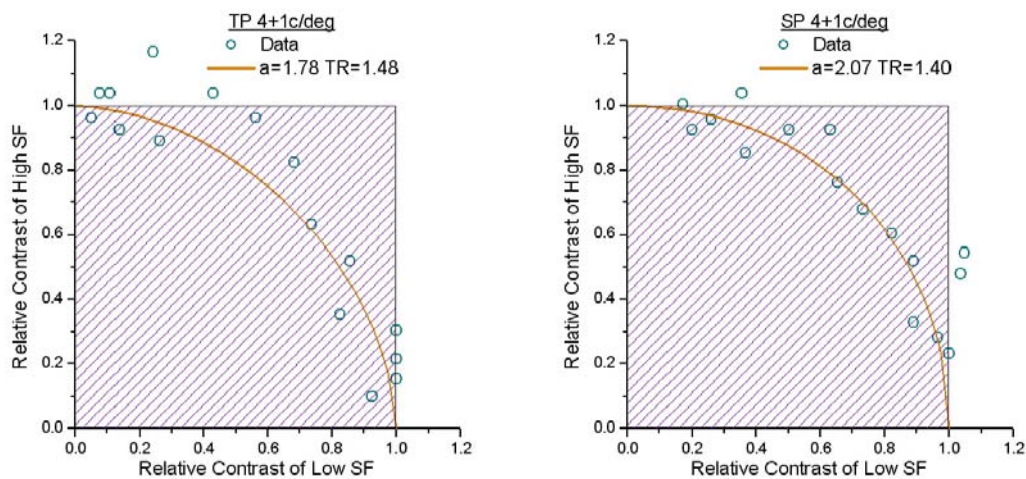 TP 4+1c/deg
Data
a=1.78 TR=1.48
1.2
1.0
0.8
0.6
0.4
0.2
0.0
Relative Contrast of High SF
0.0 0.2 0.4 0.6 0.8 1.0 1.2
Relative Contrast of Low SF
SP 4+1c/deg
Data
a=2.07 TR=1.40
1.2
1.0
0.8
0.6
0.4
0.2
0.0
Relative Contrast of High SF
0.0 0.2 0.4 0.6 0.8 1.0 1.2
Relative Contrast of Low SF